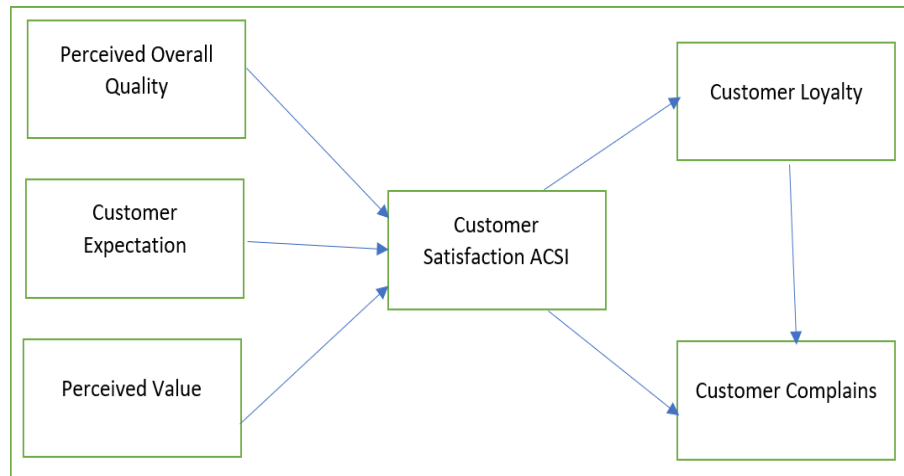 Perceived Overall
Quality
Customer
Expectation
Perceived Value
Customer
Satisfaction ACSI
Customer Loyalty
Customer Complains